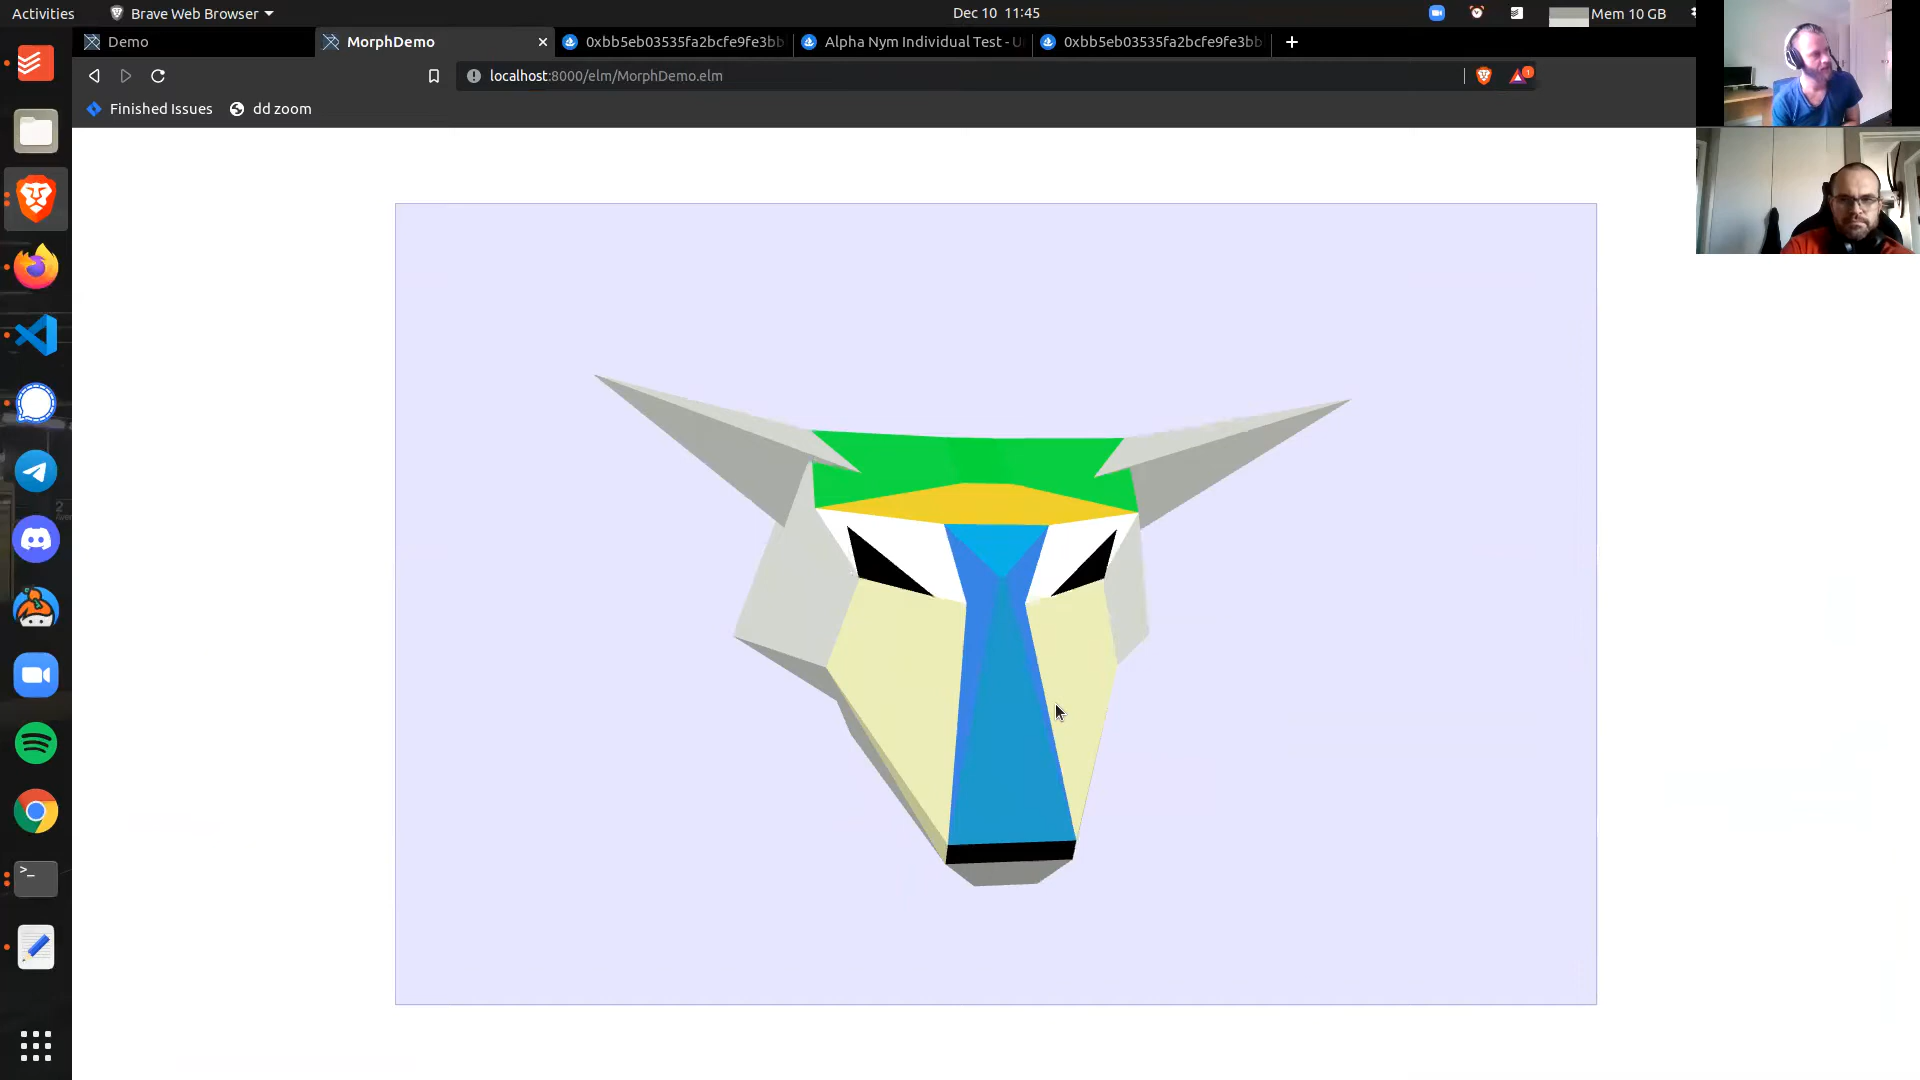 Activities
Brave Web Browser
Dec 10 11:45
Mem 10 GB
Demo
MorphDemo
0xbb5eb03535fa2bcfe9fe3bb
Alpha Nym Individual Test - U
0xbb5eb03535fa2bcfe9fe3bb
localhost:8000/elm/MorphDemo.elm
1
Finished Issues
dd zoom